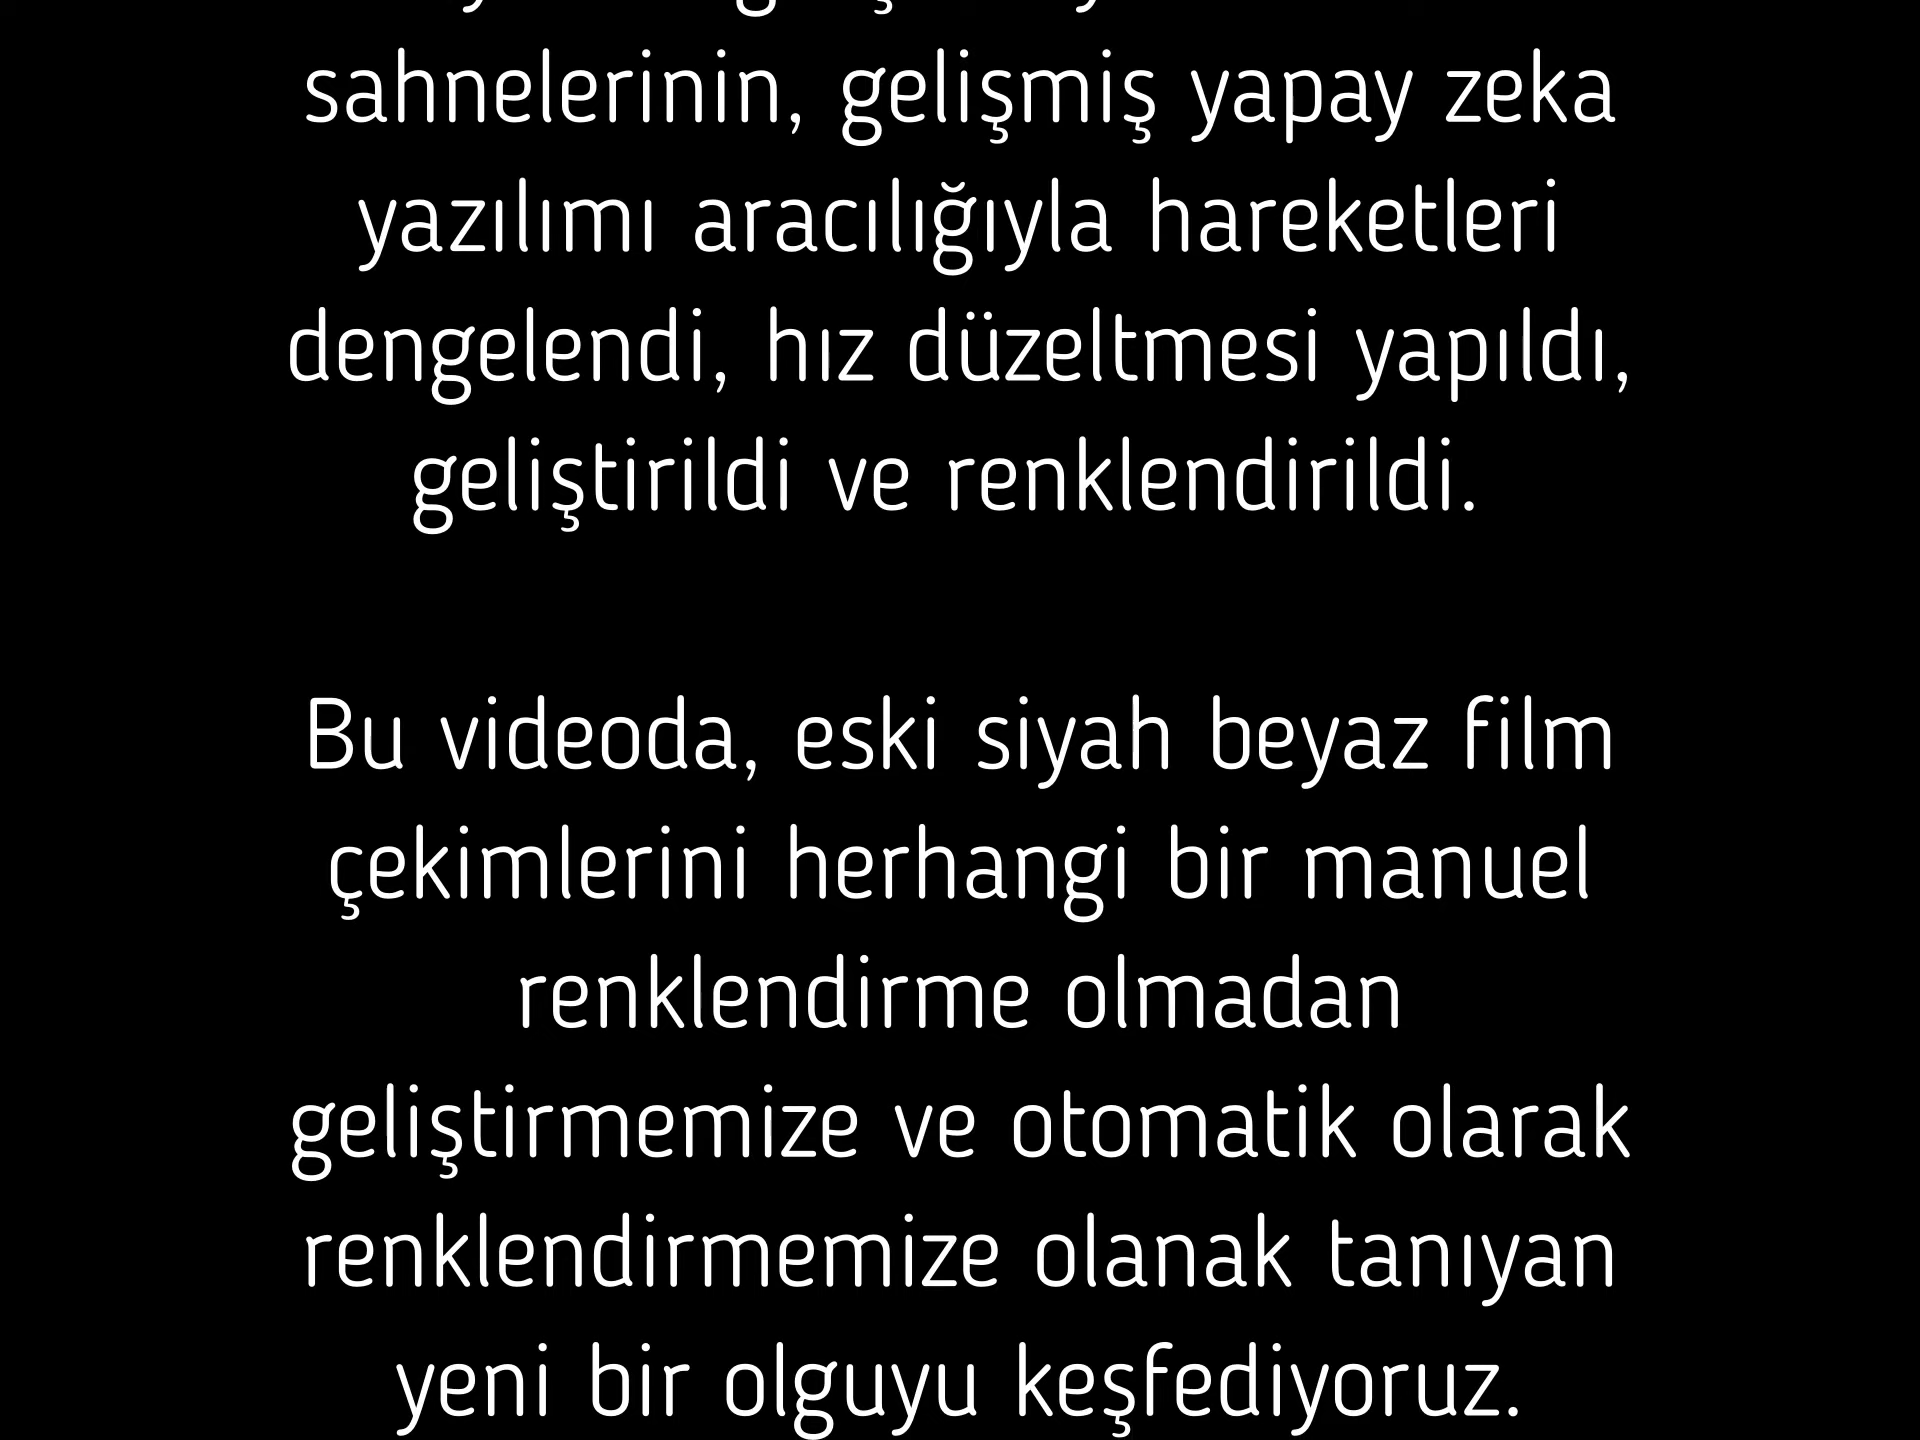 sahnelerinin, gelişmiş yapay zeka
yazılımı aracılığıyla hareketleri
dengelendi, hız düzeltmesi yapıldı,
geliştirildi ve renklendirildi.
Bu videoda, eski siyah beyaz film
çekimlerini herhangi bir manuel
renklendirme olmadan
geliştirmemize ve otomatik olarak
renklendirmemize olanak tanıyan
yeni bir olguyu keşfediyoruz.